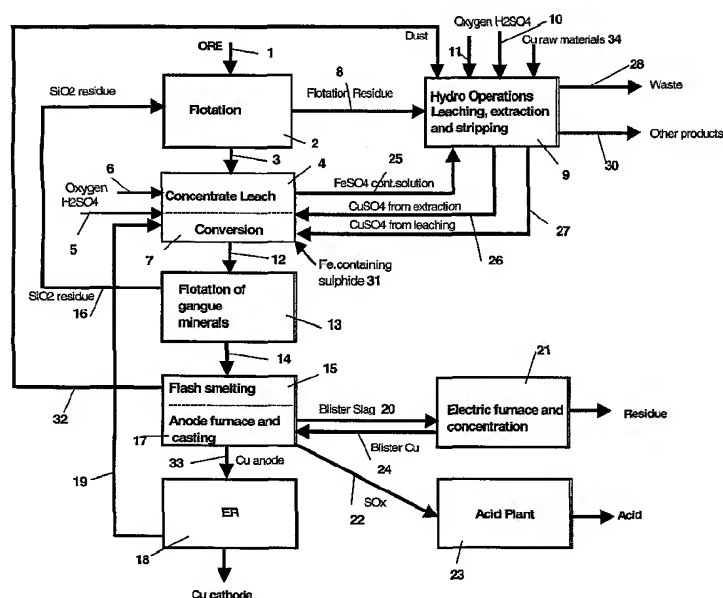 Oxygen H2SO4
10
ORE
1
Dust
11
Cu raw materials 34
28
SiO2 residue
8
Flotation Residue
Waste
Flotation
Hydro Operations
Leaching, extraction
and stripping
Other products
2
30
3
4
25
9
6
Oxygen
H2SO4
Concentrate Leach
FeSO4 cont.solution
CuSO4 from extraction
5
Conversion
CuSO4 from leaching
27
7
12
26
Fe.containing
sulphide 31
SiO2 residue
16
Flotation of
gangue
minerals
13
14
21
15
Flash smelting
Blister Slag 20
Electric furnace and
concentration
Residue
32
Anode furnace and
casting
17
Blister Cu
24
33
Cu anode
19
SOx
22
ER
Acid Plant
Acid
18
23
Cu cathode